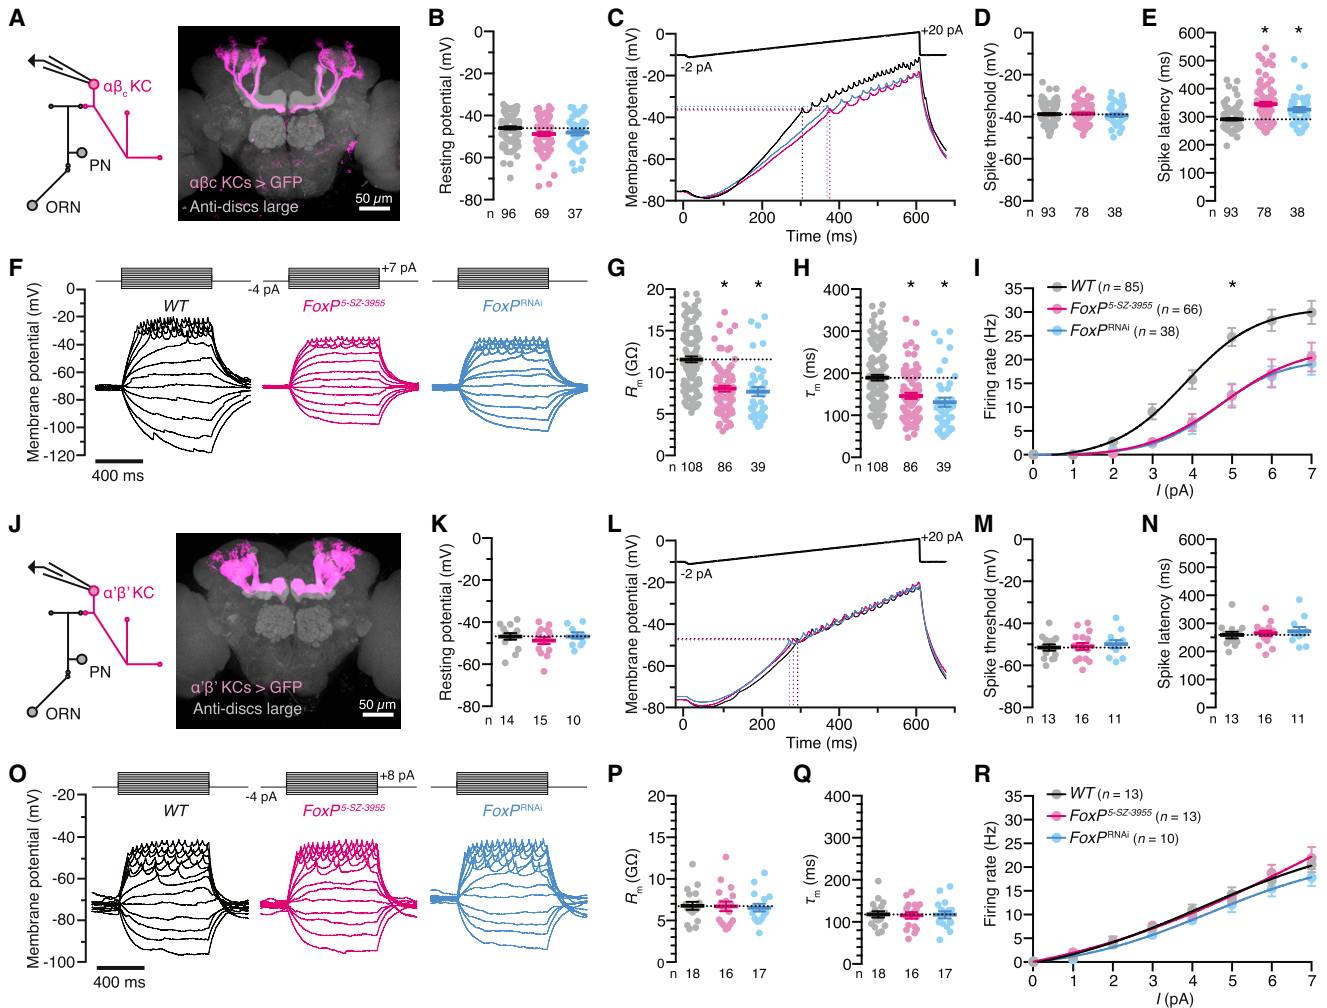 A
αβc KC
PN
ORN
αβc KCs > GFP
Anti-discs large
50 µm
B
Resting potential (mV)
0
-20
-40
-60
-80
n 96 69 37
C
Membrane potential (mV)
0
-20
-40
-60
-80
-2 pA
+20 pA
0 200 400 600
Time (ms)
D
Spike threshold (mV)
0
-20
-40
-60
-80
n 93 78 38
E
Spike latency (ms)
600
500
400
300
200
100
0
* *
n 93 78 38
F
Membrane potential (mV)
0
-20
-40
-60
-80
-100
-120
-4 pA
+7 pA
WT
FoxP5-SZ-3955
FoxPRNAi
400 ms
G
Rm (GΩ)
20
15
10
5
0
* *
n 108 86 39
H
τm (ms)
400
300
200
100
0
* *
n 108 86 39
I
Firing rate (Hz)
35
30
25
20
15
10
5
0
WT (n = 85)
FoxP5-SZ-3955 (n = 66)
FoxPRNAi (n = 38)
*
0 1 2 3 4 5 6 7
I (pA)
J
α'β' KC
PN
ORN
α'β' KCs > GFP
Anti-discs large
50 µm
K
Resting potential (mV)
0
-20
-40
-60
-80
n 14 15 10
L
Membrane potential (mV)
0
-20
-40
-60
-80
-2 pA
+20 pA
0 200 400 600
Time (ms)
M
Spike threshold (mV)
0
-20
-40
-60
-80
n 13 16 11
N
Spike latency (ms)
600
500
400
300
200
100
0
n 13 16 11
O
Membrane potential (mV)
-20
-40
-60
-80
-100
-4 pA
+8 pA
WT
FoxP5-SZ-3955
FoxPRNAi
400 ms
P
Rm (GΩ)
20
15
10
5
0
n 18 16 17
Q
τm (ms)
400
300
200
100
0
n 18 16 17
R
Firing rate (Hz)
35
30
25
20
15
10
5
0
WT (n = 13)
FoxP5-SZ-3955 (n = 13)
FoxPRNAi (n = 10)
0 1 2 3 4 5 6 7
I (pA)